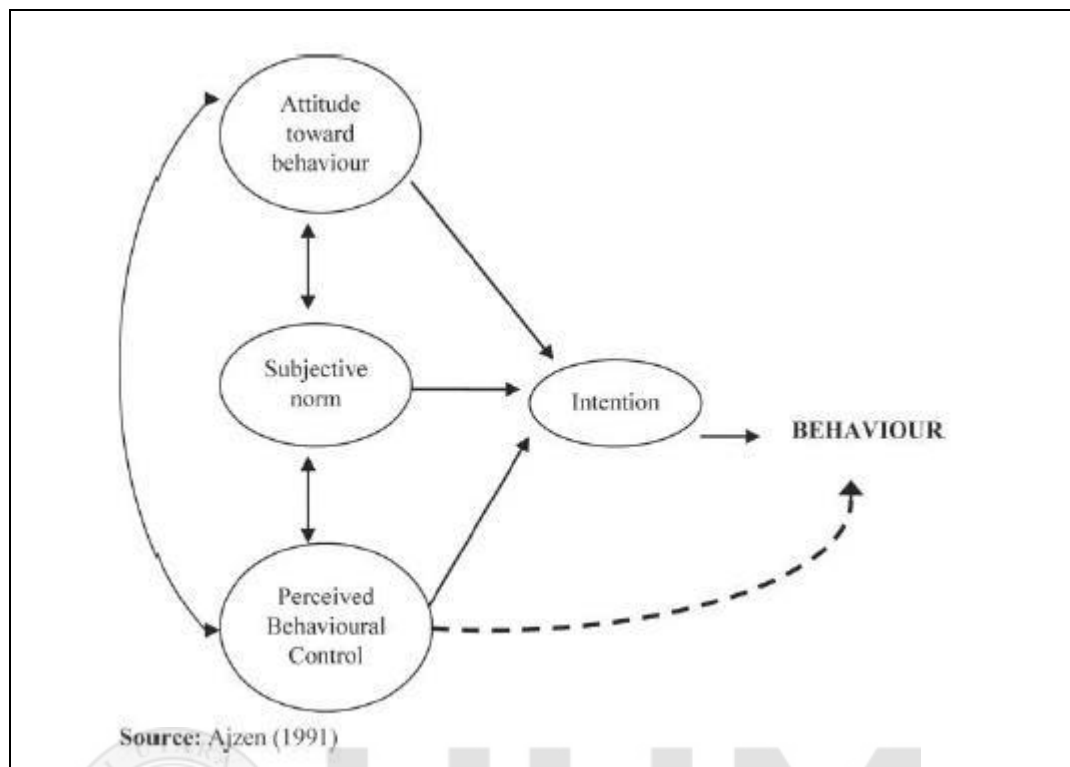 Attitude
toward
behaviour
Subjective
norm
Intention
BEHAVIOUR
Perceived
Behavioural
Control
Source: Ajzen (1991)